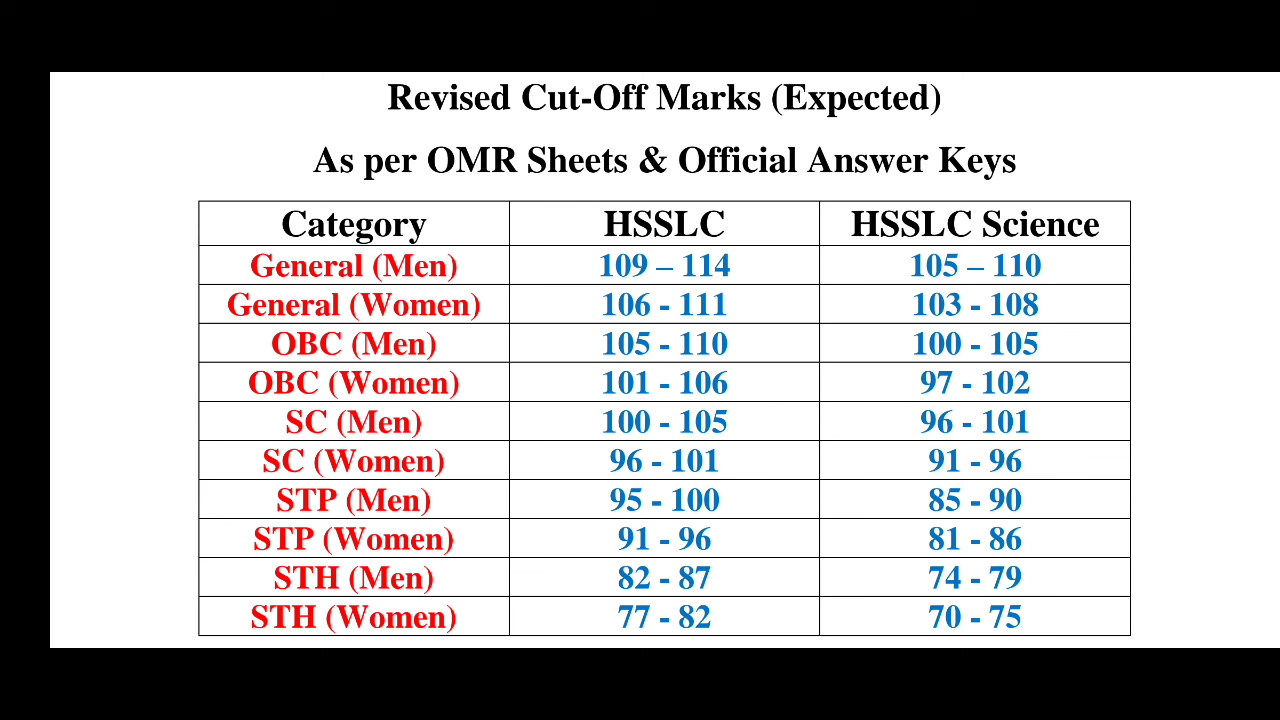 Revised Cut-Off Marks (Expected)
As per OMR Sheets & Official Answer Keys
Category HSSLC HSSLC Science
General (Men) 109 – 114 105 – 110
General (Women) 106 - 111 103 - 108
OBC (Men) 105 - 110 100 - 105
OBC (Women) 101 - 106 97 - 102
SC (Men) 100 - 105 96 - 101
SC (Women) 96 - 101 91 - 96
STP (Men) 95 - 100 85 - 90
STP (Women) 91 - 96 81 - 86
STH (Men) 82 - 87 74 - 79
STH (Women) 77 - 82 70 - 75